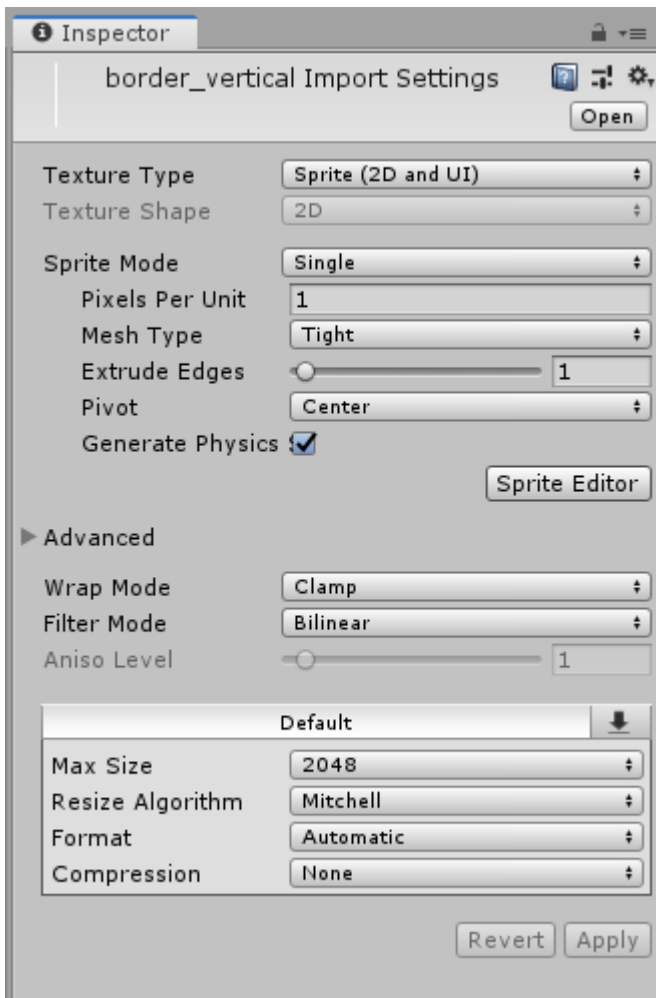 Inspector
border_vertical Import Settings
Open
Texture Type Sprite (2D and UI)
Texture Shape 2D
Sprite Mode Single
Pixels Per Unit 1
Mesh Type Tight
Extrude Edges 1
Pivot Center
Generate Physics
Sprite Editor
Advanced
Wrap Mode Clamp
Filter Mode Bilinear
Aniso Level 1
Default
Max Size 2048
Resize Algorithm Mitchell
Format Automatic
Compression None
Revert Apply